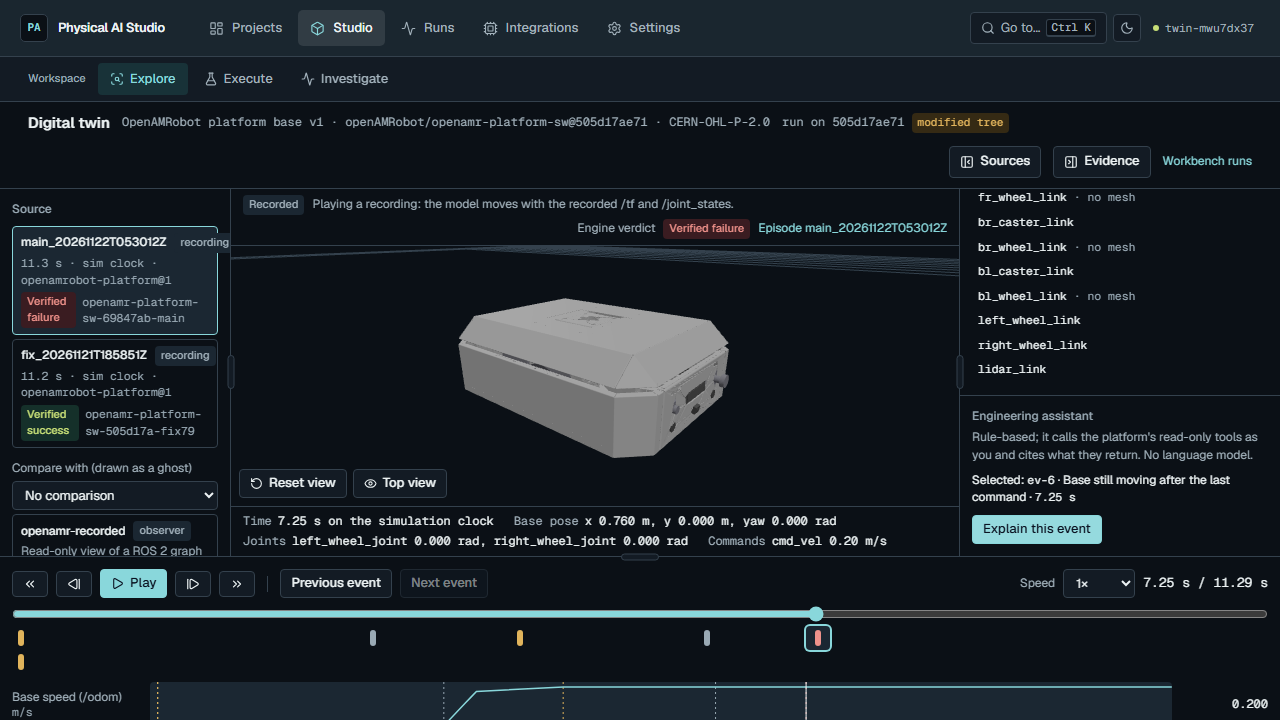 PA Physical AI Studio Projects Studio Runs Integrations Settings Go to... Ctrl K twin-mwu7dx37
Workspace Explore Execute Investigate
Digital twin OpenAMRobot platform base v1 · openAMRobot/openamr-platform-sw@505d17ae71 · CERN-OHL-P-2.0 run on 505d17ae71 modified tree
Sources Evidence Workbench runs
Source
main_20261122T053012Z recording
11.3 s · sim clock ·
openamrobot-platform@1
Verified failure openamr-platform-sw-69847ab-main
fix_20261121T185851Z recording
11.2 s · sim clock ·
openamrobot-platform@1
Verified success openamr-platform-sw-505d17a-fix79
Compare with (drawn as a ghost)
No comparison
openamr-recorded observer
Read-only view of a ROS 2 graph
Recorded Playing a recording: the model moves with the recorded /tf and /joint_states.
Engine verdict Verified failure Episode main_20261122T053012Z
Reset view Top view
Time 7.25 s on the simulation clock Base pose x 0.760 m, y 0.000 m, yaw 0.000 rad
Joints left_wheel_joint 0.000 rad, right_wheel_joint 0.000 rad Commands cmd_vel 0.20 m/s
fr_wheel_link · no mesh
br_caster_link
br_wheel_link · no mesh
bl_caster_link
bl_wheel_link · no mesh
left_wheel_link
right_wheel_link
lidar_link
Engineering assistant
Rule-based; it calls the platform's read-only tools as
you and cites what they return. No language model.
Selected: ev-6 · Base still moving after the last
command · 7.25 s
Explain this event
Play Previous event Next event Speed 1× 7.25 s / 11.29 s
Base speed (/odom)
m/s
0.200